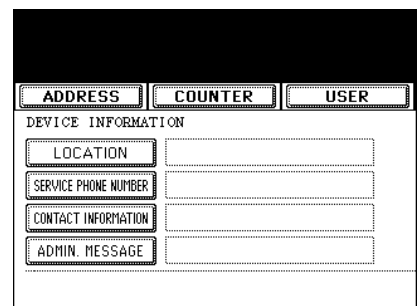 ADDRESS COUNTER USER
DEVICE INFORMATION
LOCATION
SERVICE PHONE NUMBER
CONTACT INFORMATION
ADMIN. MESSAGE